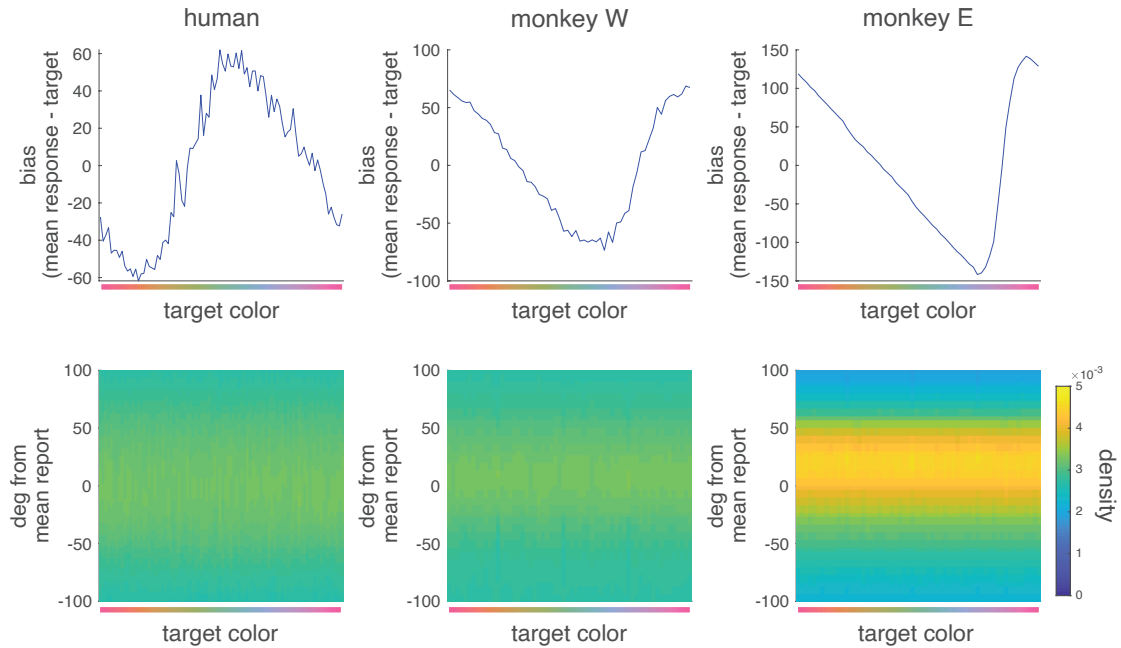 human
monkey W
monkey E
bias
(mean response - target
60
40
20
0
-20
-40
-60
target color
bias
(mean response - target
100
50
0
-50
-100
target color
bias
(mean response - target
150
100
50
0
-50
-100
-150
target color
deg from
mean report
100
50
0
-50
-100
target color
deg from
mean report
100
50
0
-50
-100
target color
deg from
mean report
100
50
0
-50
-100
target color
×10-3
5
4
3
2
1
0
density